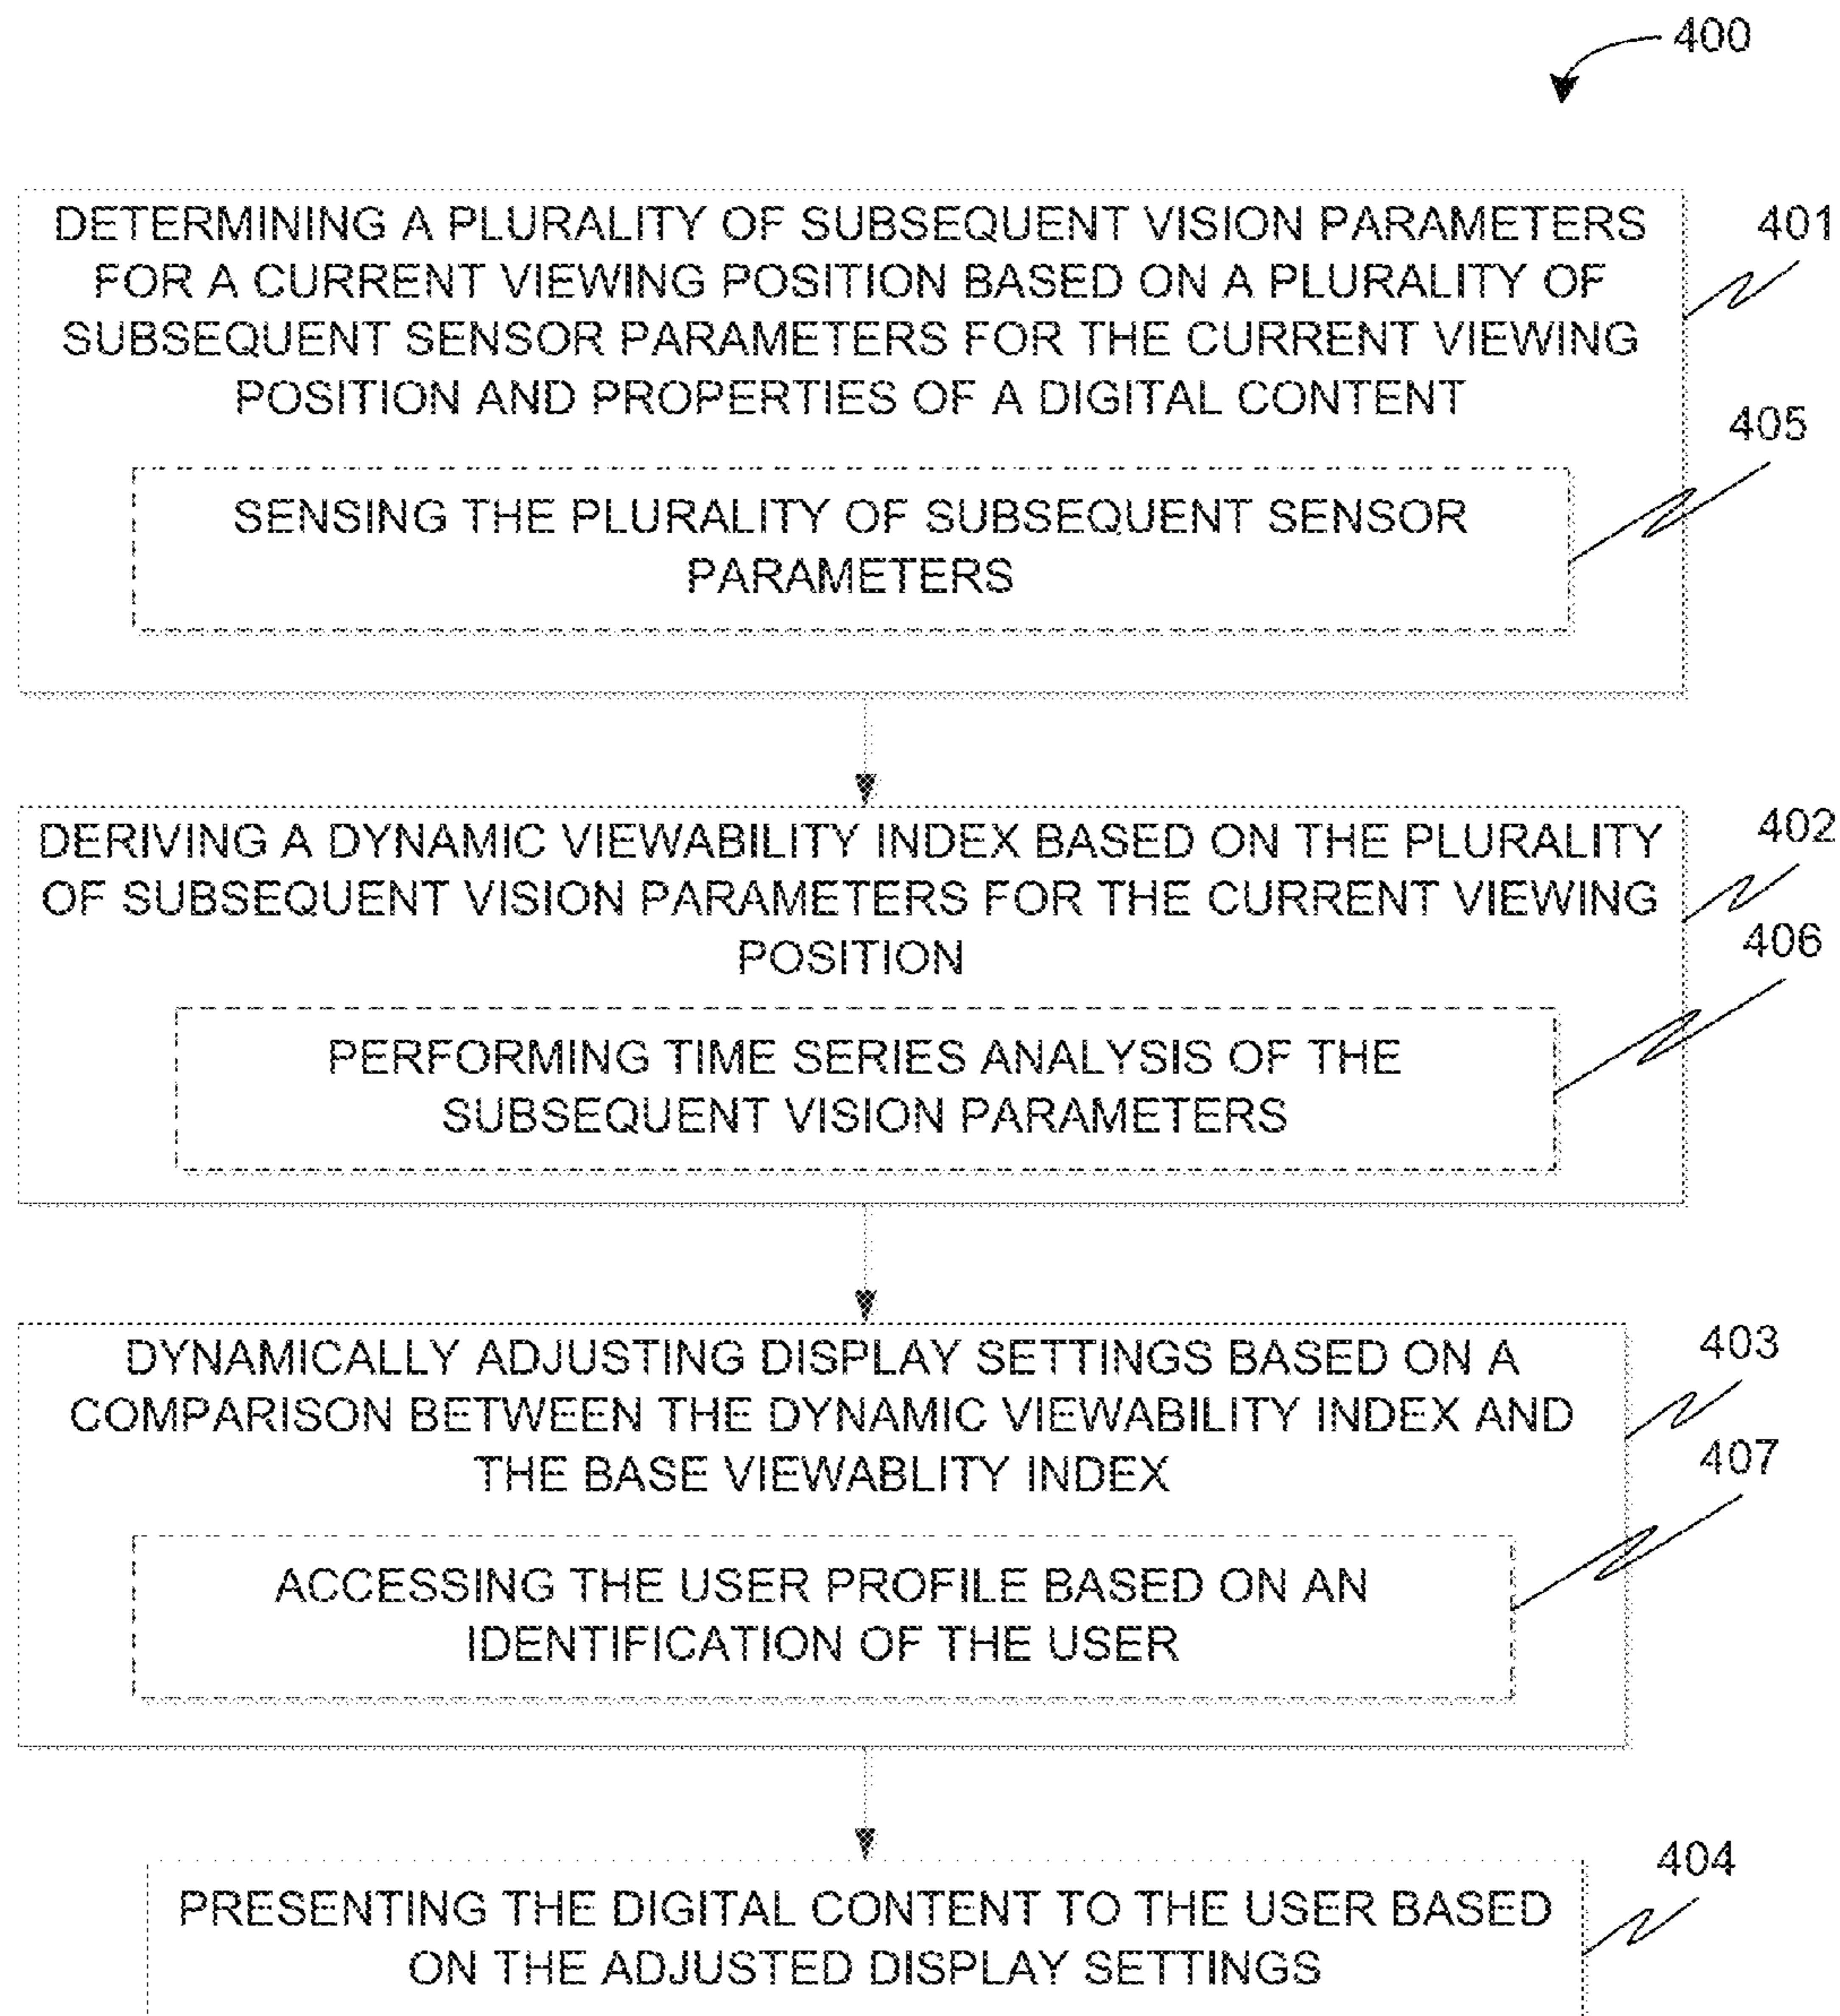 400
DETERMINING A PLURALITY OF SUBSEQUENT VISION PARAMETERS
FOR A CURRENT VIEWING POSITION BASED ON A PLURALITY OF
SUBSEQUENT SENSOR PARAMETERS FOR THE CURRENT VIEWING
POSITION AND PROPERTIES OF A DIGITAL CONTENT
401
405
SENSING THE PLURALITY OF SUBSEQUENT SENSOR
PARAMETERS
DERIVING A DYNAMIC VIEWABILITY INDEX BASED ON THE PLURALITY
OF SUBSEQUENT VISION PARAMETERS FOR THE CURRENT VIEWING
POSITION
402
406
PERFORMING TIME SERIES ANALYSIS OF THE
SUBSEQUENT VISION PARAMETERS
DYNAMICALLY ADJUSTING DISPLAY SETTINGS BASED ON A
COMPARISON BETWEEN THE DYNAMIC VIEWABILITY INDEX AND
THE BASE VIEWABLITY INDEX
403
407
ACCESSING THE USER PROFILE BASED ON AN
IDENTIFICATION OF THE USER
PRESENTING THE DIGITAL CONTENT TO THE USER BASED
ON THE ADJUSTED DISPLAY SETTINGS
404